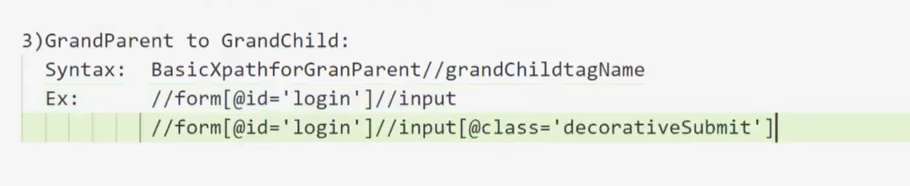 3)GrandParent to GrandChild:
Syntax: BasicXpathforGranParent//grandChildtagName
Ex: //form[@id='login']//input
//form[@id='login']//input[@class='decorativeSubmit']